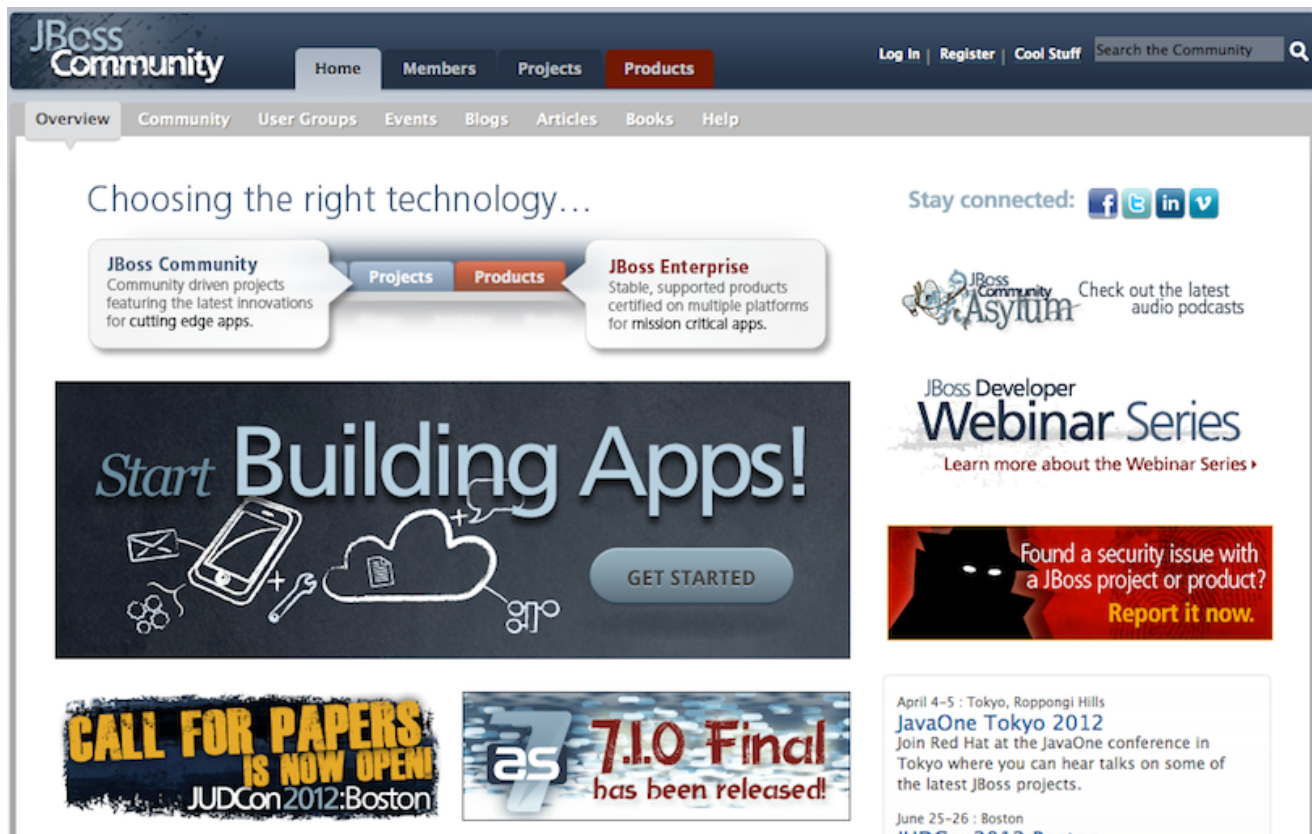 JBoss
Community
Home Members Projects Products
Log In | Register | Cool Stuff Search the Community
Overview Community User Groups Events Blogs Articles Books Help
Choosing the right technology...
JBoss Community
Community driven projects
featuring the latest innovations
for cutting edge apps.
Projects Products
JBoss Enterprise
Stable, supported products
certified on multiple platforms
for mission critical apps.
Start Building Apps!
GET STARTED
CALL FOR PAPERS
IS NOW OPEN!
JUDCon2012:Boston
as 7
7.1.0 Final
has been released!
Stay connected: f t in v
JBoss
Community
Asylum
Check out the latest
audio podcasts
JBoss Developer
Webinar Series
Learn more about the Webinar Series
Found a security issue with
a JBoss project or product?
Report it now.
April 4-5 : Tokyo, Roppongi Hills
JavaOne Tokyo 2012
Join Red Hat at the JavaOne conference in
Tokyo where you can hear talks on some of
the latest JBoss projects.
June 25-26 : Boston
JUDCon 2012 Boston